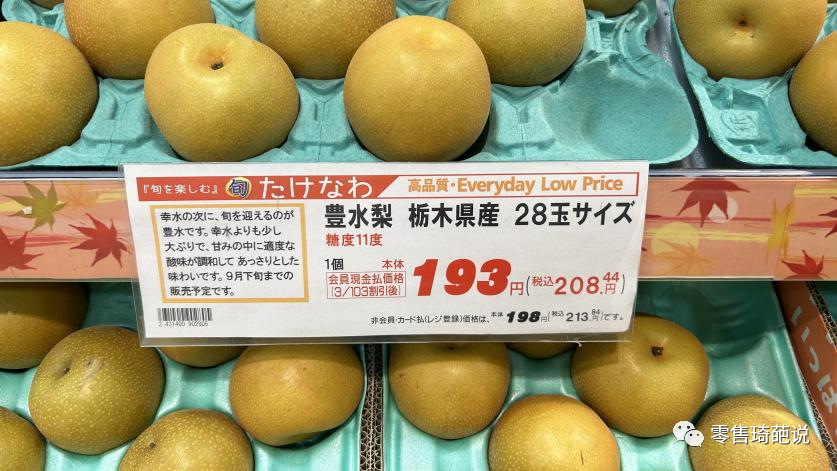 『旬を楽しむ』 旬 たけなわ 高品質・Everyday Low Price
豊水梨 栃木県産 28玉サイズ
糖度11度
幸水の次に、旬を迎えるのが
豊水です。幸水よりも少し
大ぶりで、甘みの中に適度な
酸味が調和して あっさりとした
味わいです。9月下旬までの
販売予定です。
1個 本体
会員現金払価格
(3/103割引後)
193円(税込208.44円)
2 431400 902806
非会員・カード払(レジ登録)価格は、本体198円(税込213.84円)です。
零售琦葩说